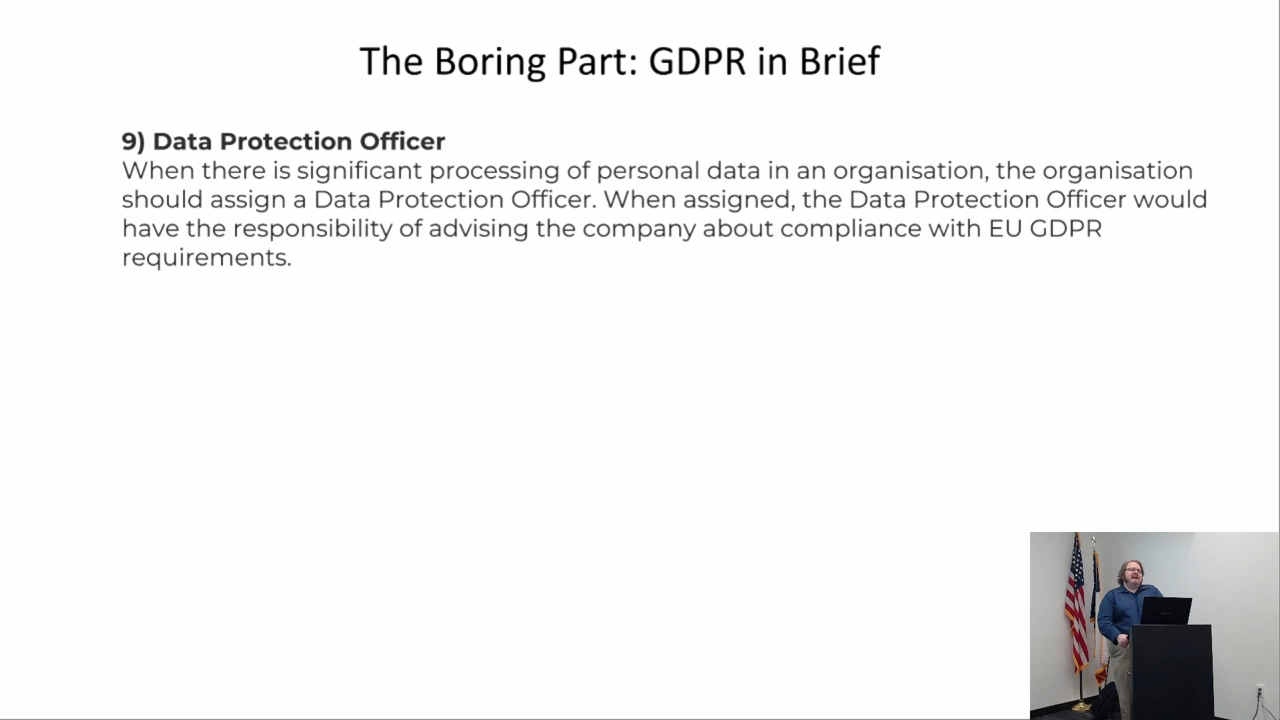 The Boring Part: GDPR in Brief
9) Data Protection Officer
When there is significant processing of personal data in an organisation, the organisation
should assign a Data Protection Officer. When assigned, the Data Protection Officer would
have the responsibility of advising the company about compliance with EU GDPR
requirements.